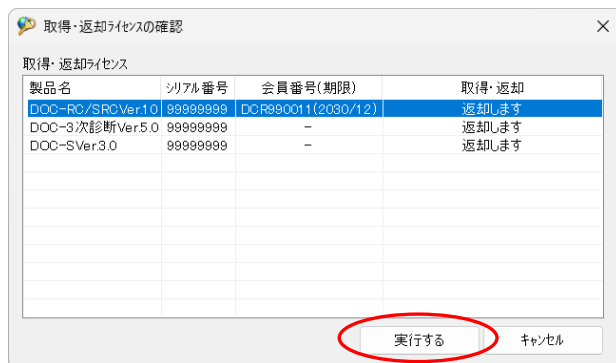 取得・返却ﾗｲｾﾝｽの確認
取得・返却ﾗｲｾﾝｽ
製品名 ｼﾘｱﾙ番号 会員番号(期限) 取得・返却
DOC-RC/SRCVer.10 99999999 DCR990011(2030/12) 返却します
DOC-3次診断Ver.5.0 99999999 － 返却します
DOC-SVer.3.0 99999999 － 返却します
実行する ｷｬﾝｾﾙ